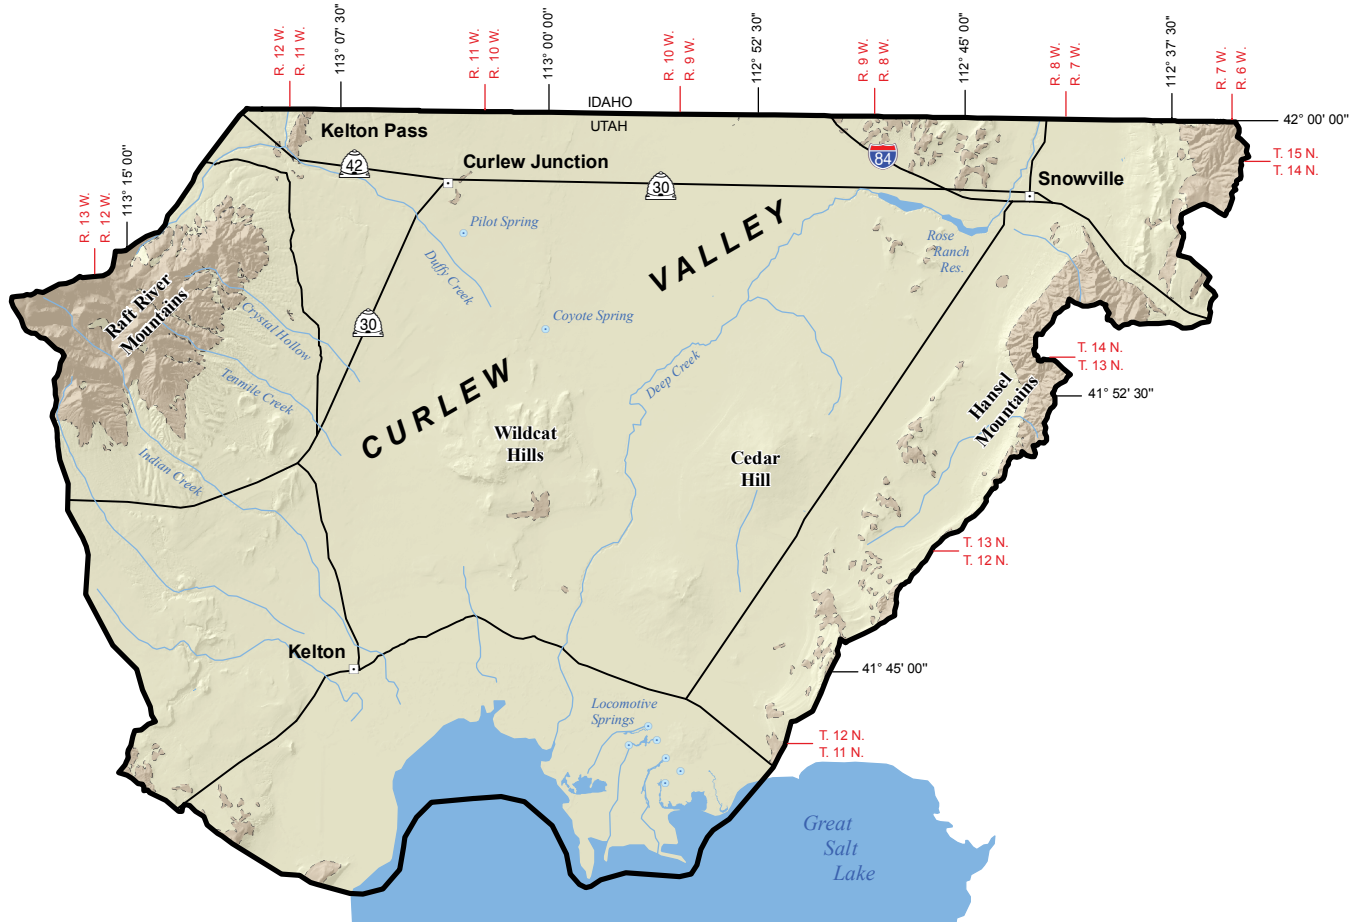 R. 12 W.
R. 11 W.
113° 07' 30"
R. 11 W.
R. 10 W.
113° 00' 00"
R. 10 W.
R. 9 W.
112° 52' 30"
R. 9 W.
R. 8 W.
112° 45' 00"
R. 8 W.
R. 7 W.
112° 37' 30"
R. 7 W.
R. 6 W.
IDAHO
UTAH
42° 00' 00"
Kelton Pass
Curlew Junction
42
30
84
Snowville
T. 15 N.
T. 14 N.
R. 13 W.
R. 12 W.
113° 15' 00"
Pilot Spring
Duffy Creek
VALLEY
Rose
Ranch
Res.
Raft River
Mountains
Crystal Hollow
30
Coyote Spring
Tenmile Creek
CURLEW
Deep Creek
T. 14 N.
T. 13 N.
41° 52' 30"
Hansel
Mountains
Wildcat
Hills
Cedar
Hill
Indian Creek
T. 13 N.
T. 12 N.
Kelton
41° 45' 00"
Locomotive
Springs
T. 12 N.
T. 11 N.
Great
Salt
Lake